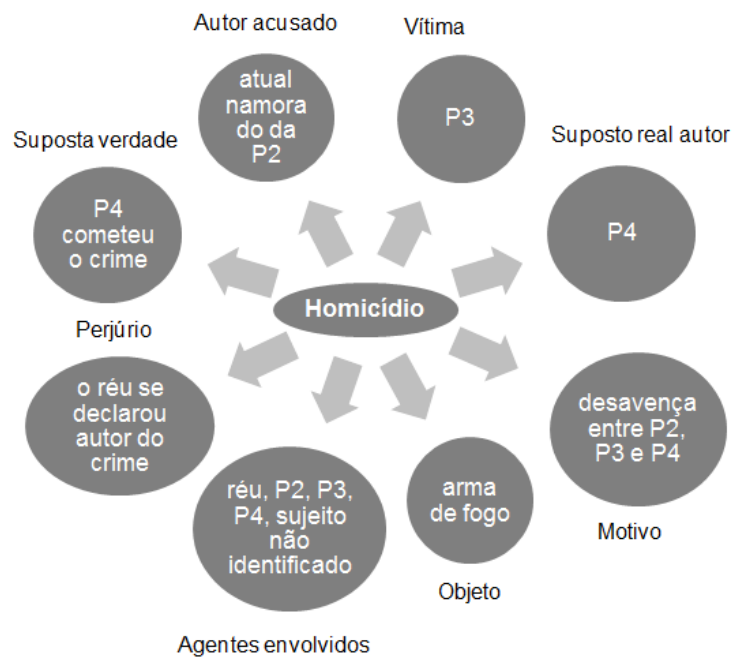 Autor acusado
atual
namora
do da
P2
Vítima
P3
Suposto real autor
P4
Suposta verdade
P4
cometeu
o crime
Homicídio
Perjúrio
o réu se
declarou
autor do
crime
desavença
entre P2,
P3 e P4
Motivo
réu, P2, P3,
P4, sujeito
não
identificado
Agentes envolvidos
arma
de fogo
Objeto